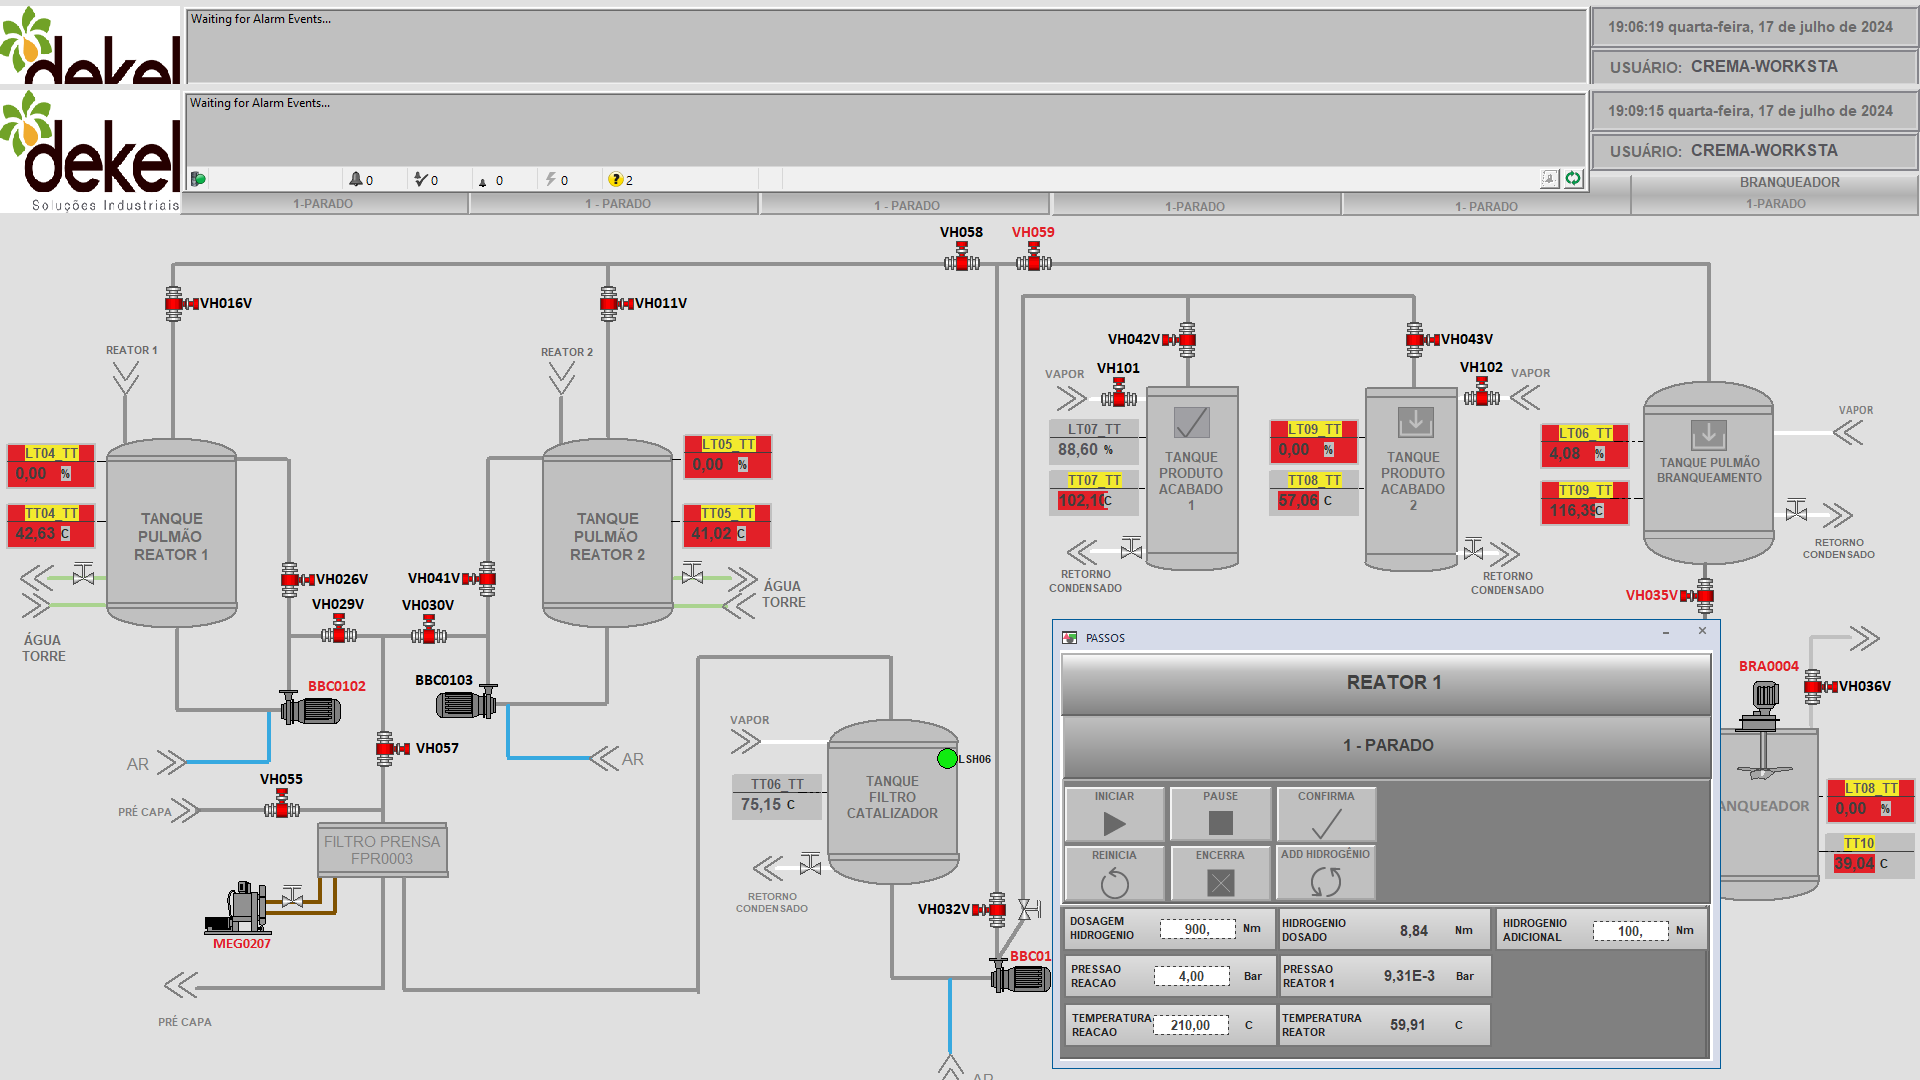 dekel
Waiting for Alarm Events...
19:06:19 quarta-feira, 17 de julho de 2024
USUÁRIO: CREMA-WORKSTA
dekel
Soluções Industriais
Waiting for Alarm Events...
0 0 0 0 2
19:09:15 quarta-feira, 17 de julho de 2024
USUÁRIO: CREMA-WORKSTA
BRANQUEADOR
1-PARADO
1 - PARADO
1 - PARADO
1-PARADO
1- PARADO
1-PARADO
VH058
VH059
VH016V
VH011V
REATOR 1
REATOR 2
VH042V
VH043V
VAPOR
VH101
VH102
VAPOR
LT04_TT
0,00 %
TT04_TT
42,63 C
TANQUE
PULMÃO
REATOR 1
LT05_TT
0,00 %
TT05_TT
41,02 C
TANQUE
PULMÃO
REATOR 2
LT07_TT
88,60 %
TT07_TT
102,10 C
TANQUE
PRODUTO
ACABADO
1
LT09_TT
0,00 %
TT08_TT
57,06 C
TANQUE
PRODUTO
ACABADO
2
LT06_TT
4,08 %
TT09_TT
116,39 C
TANQUE PULMÃO
BRANQUEAMENTO
VAPOR
RETORNO
CONDENSADO
RETORNO
CONDENSADO
RETORNO
CONDENSADO
VH026V
VH041V
VH029V
VH030V
ÁGUA
TORRE
ÁGUA
TORRE
VH035V
BBC0102
BBC0103
AR
AR
VH057
VH055
PRÉ CAPA
FILTRO PRENSA
FPR0003
MEG0207
PRÉ CAPA
VAPOR
TT06_TT
75,15 C
LSH06
TANQUE
FILTRO
CATALIZADOR
RETORNO
CONDENSADO
VH032V
BBC01
AR
BRA0004
VH036V
ANQUEADOR
LT08_TT
0,00 %
TT10
39,04 C
PASSOS
REATOR 1
1 - PARADO
INICIAR
PAUSE
CONFIRMA
REINICIA
ENCERRA
ADD HIDROGÊNIO
DOSAGEM
HIDROGENIO
900, Nm
HIDROGENIO
DOSADO
8,84 Nm
HIDROGENIO
ADICIONAL
100, Nm
PRESSAO
REACAO
4,00 Bar
PRESSAO
REATOR 1
9,31E-3 Bar
TEMPERATURA
REACAO
210,00 C
TEMPERATURA
REATOR
59,91 C